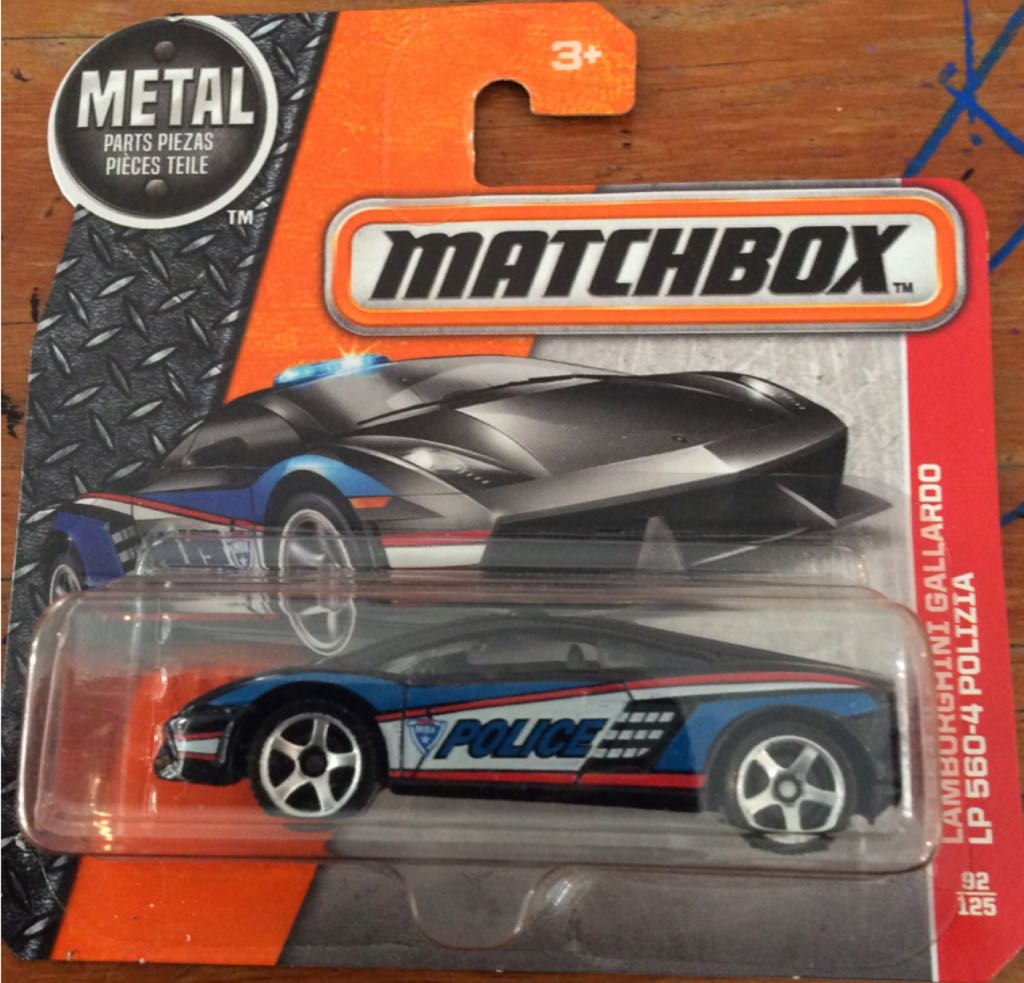 METAL
PARTS PIEZAS
PIÈCES TEILE
TM
3+
MATCHBOX
TM
POLICE
LAMBORGHINI GALLARDO
LP 560-4 POLIZIA
92
125